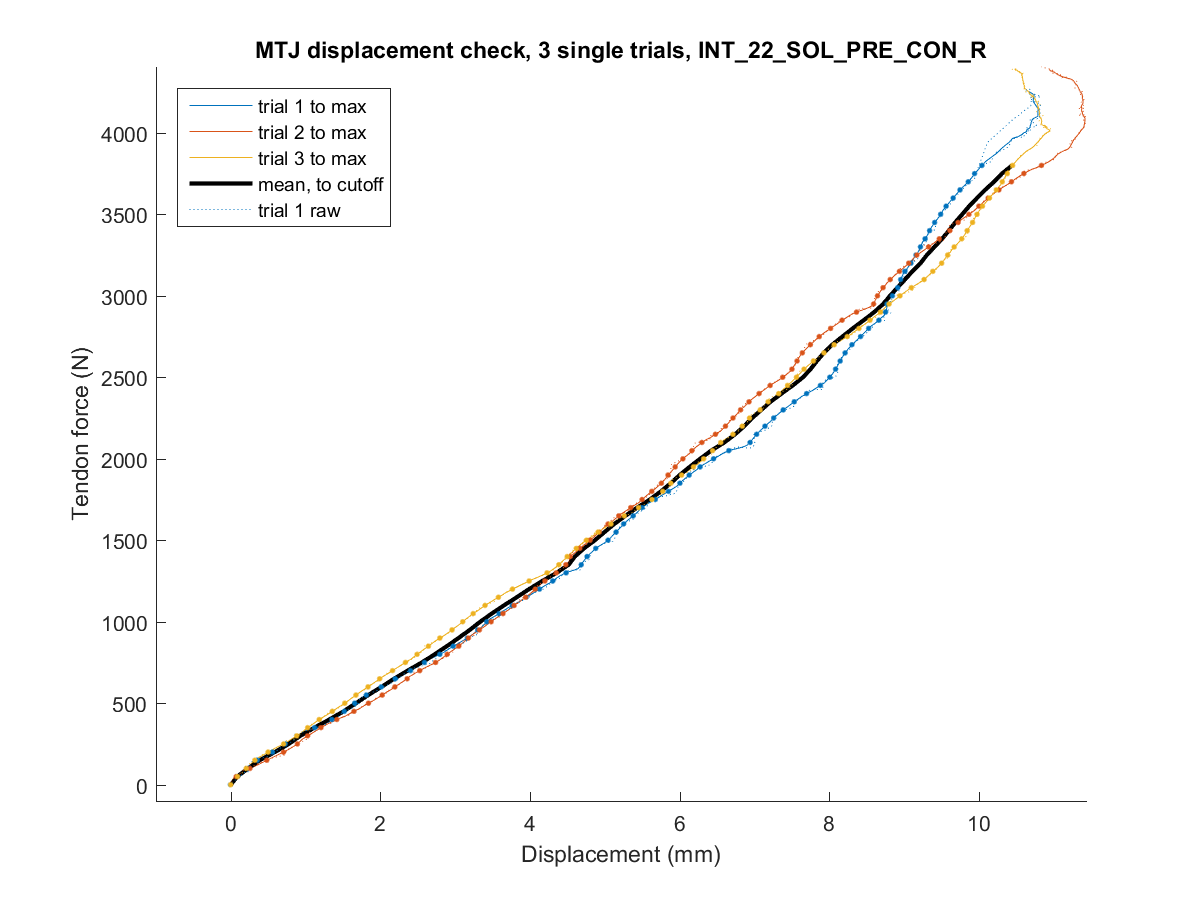 MTJ displacement check, 3 single trials, INT_22_SOL_PRE_CON_R
trial 1 to max
trial 2 to max
trial 3 to max
mean, to cutoff
trial 1 raw
Tendon force (N)
4000
3500
3000
2500
2000
1500
1000
500
0
0 2 4 6 8 10
Displacement (mm)